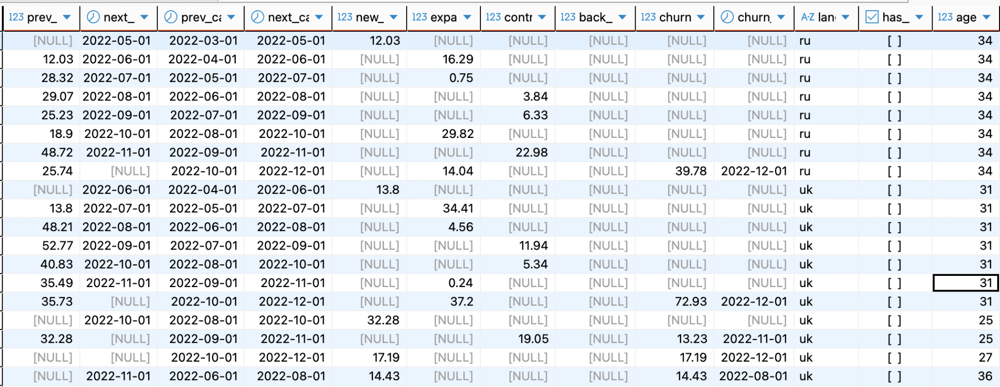 123 prev_ next_ prev_ca next_ca 123 new_ 123 expa 123 contr 123 back_ 123 churn churn_ A-Z lan has_ 123 age
[NULL] 2022-05-01 2022-03-01 2022-05-01 12.03 [NULL] [NULL] [NULL] [NULL] [NULL] ru [ ] 34
12.03 2022-06-01 2022-04-01 2022-06-01 [NULL] 16.29 [NULL] [NULL] [NULL] [NULL] ru [ ] 34
28.32 2022-07-01 2022-05-01 2022-07-01 [NULL] 0.75 [NULL] [NULL] [NULL] [NULL] ru [ ] 34
29.07 2022-08-01 2022-06-01 2022-08-01 [NULL] [NULL] 3.84 [NULL] [NULL] [NULL] ru [ ] 34
25.23 2022-09-01 2022-07-01 2022-09-01 [NULL] [NULL] 6.33 [NULL] [NULL] [NULL] ru [ ] 34
18.9 2022-10-01 2022-08-01 2022-10-01 [NULL] 29.82 [NULL] [NULL] [NULL] [NULL] ru [ ] 34
48.72 2022-11-01 2022-09-01 2022-11-01 [NULL] [NULL] 22.98 [NULL] [NULL] [NULL] ru [ ] 34
25.74 [NULL] 2022-10-01 2022-12-01 [NULL] 14.04 [NULL] [NULL] 39.78 2022-12-01 ru [ ] 34
[NULL] 2022-06-01 2022-04-01 2022-06-01 13.8 [NULL] [NULL] [NULL] [NULL] [NULL] uk [ ] 31
13.8 2022-07-01 2022-05-01 2022-07-01 [NULL] 34.41 [NULL] [NULL] [NULL] [NULL] uk [ ] 31
48.21 2022-08-01 2022-06-01 2022-08-01 [NULL] 4.56 [NULL] [NULL] [NULL] [NULL] uk [ ] 31
52.77 2022-09-01 2022-07-01 2022-09-01 [NULL] [NULL] 11.94 [NULL] [NULL] [NULL] uk [ ] 31
40.83 2022-10-01 2022-08-01 2022-10-01 [NULL] [NULL] 5.34 [NULL] [NULL] [NULL] uk [ ] 31
35.49 2022-11-01 2022-09-01 2022-11-01 [NULL] 0.24 [NULL] [NULL] [NULL] [NULL] uk [ ] 31
35.73 [NULL] 2022-10-01 2022-12-01 [NULL] 37.2 [NULL] [NULL] 72.93 2022-12-01 uk [ ] 31
[NULL] 2022-10-01 2022-08-01 2022-10-01 32.28 [NULL] [NULL] [NULL] [NULL] [NULL] uk [ ] 25
32.28 [NULL] 2022-09-01 2022-11-01 [NULL] [NULL] 19.05 [NULL] 13.23 2022-11-01 uk [ ] 25
[NULL] [NULL] 2022-10-01 2022-12-01 17.19 [NULL] [NULL] [NULL] 17.19 2022-12-01 uk [ ] 27
[NULL] 2022-11-01 2022-06-01 2022-08-01 14.43 [NULL] [NULL] [NULL] 14.43 2022-08-01 uk [ ] 36